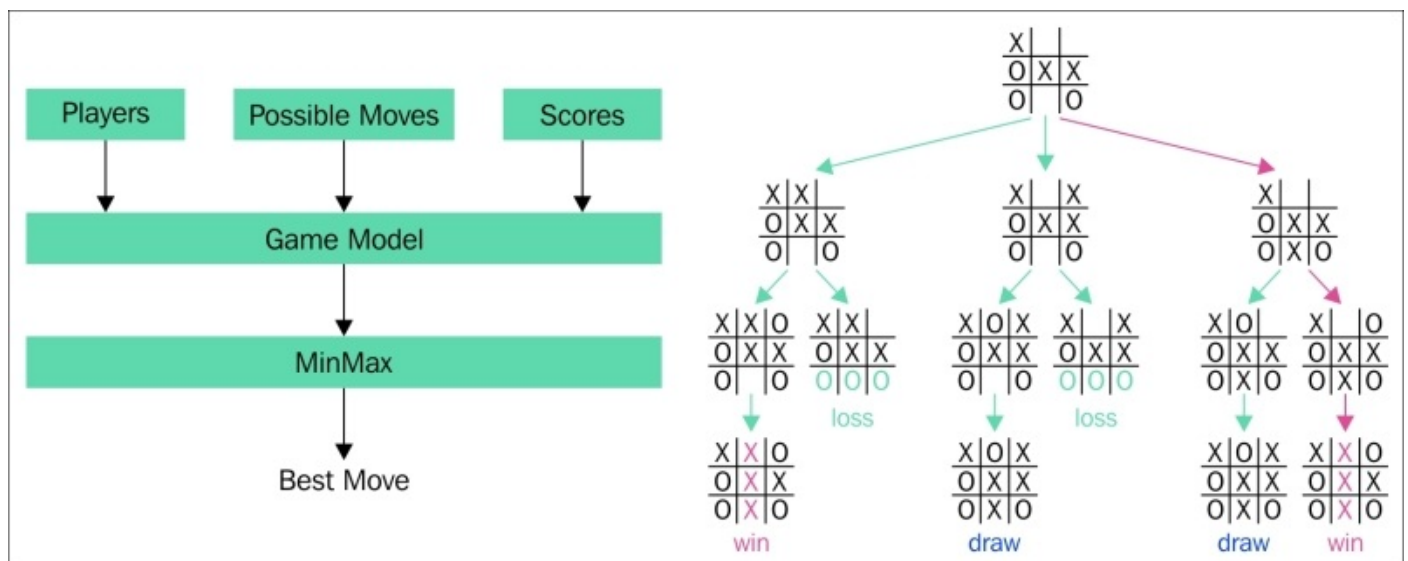 Players
Possible Moves
Scores
Game Model
MinMax
Best Move
X
O X X
O O
X X
O X X
O O
X X
O X X
O O
X
O X X
O X O
X X O
O X X
O O
X X
O X X
O O O
loss
X O X
O X X
O O
X X
O X X
O O O
loss
X O
O X X
O X O
X O
O X X
O X O
X X O
O X X
O X O
win
X O X
O X X
O X O
draw
X O X
O X X
O X O
draw
X X O
O X X
O X O
win